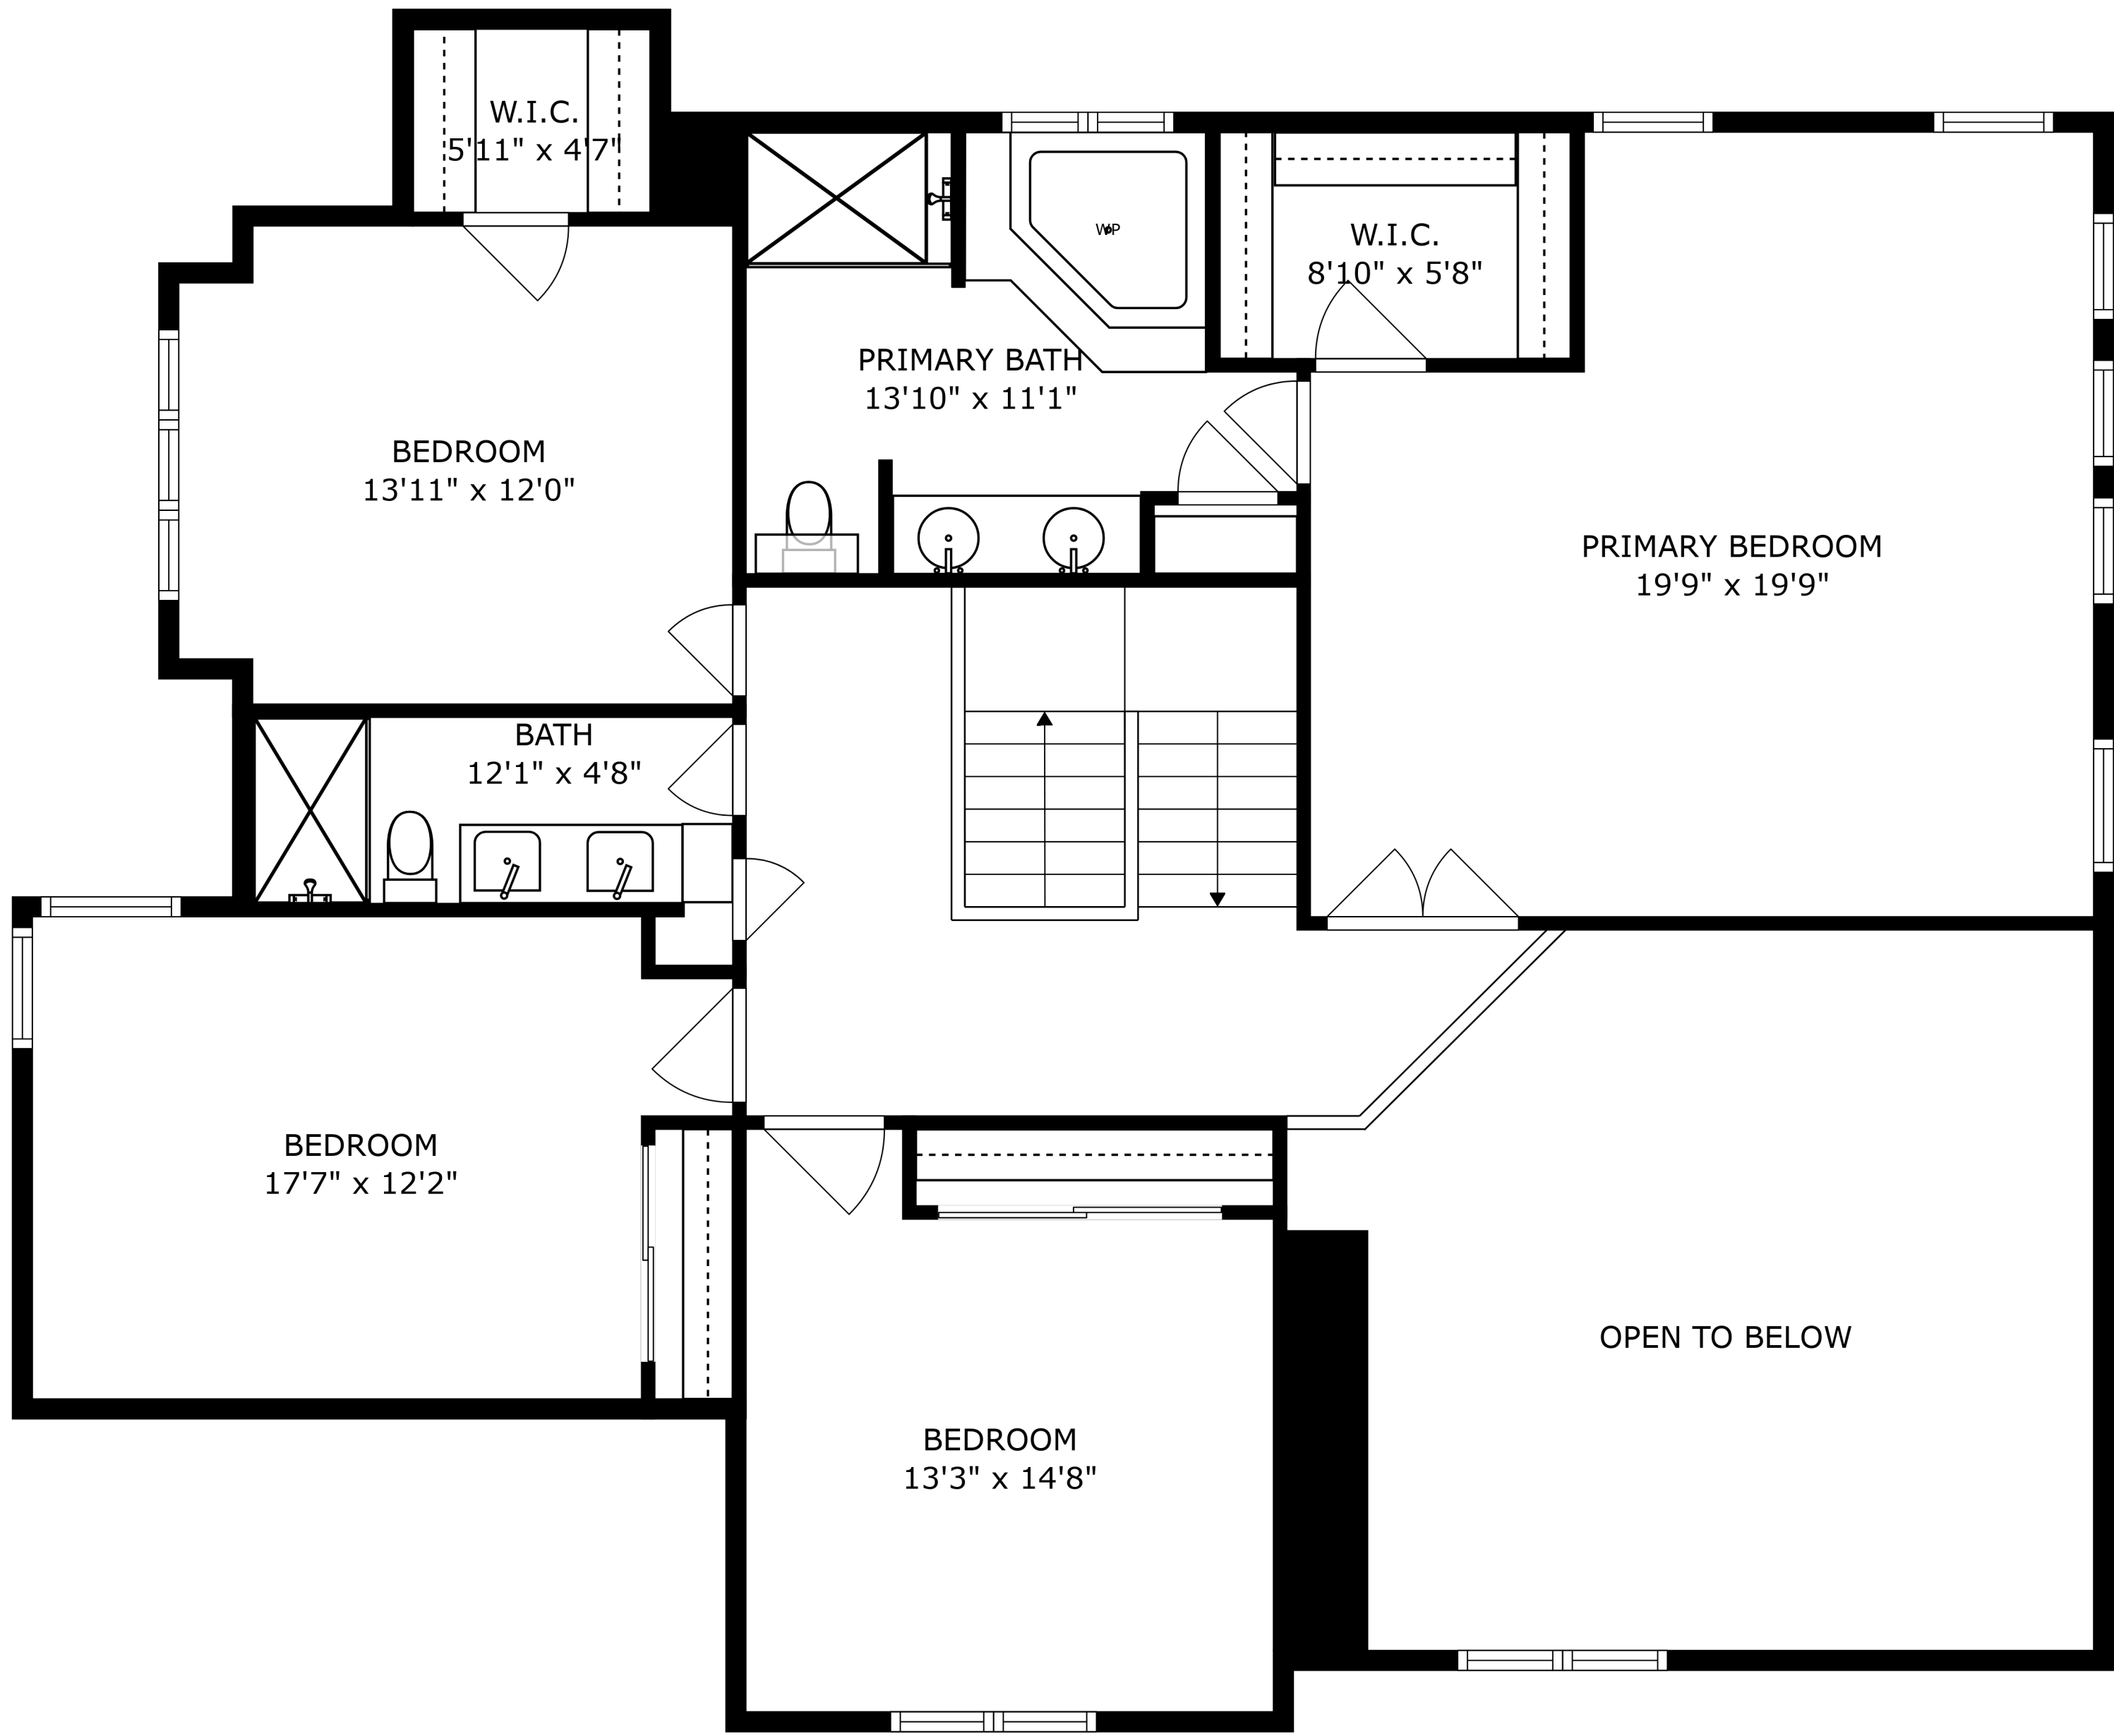 W.I.C.
5'11" x 4'7"
WP
W.I.C.
8'10" x 5'8"
PRIMARY BATH
13'10" x 11'1"
BEDROOM
13'11" x 12'0"
PRIMARY BEDROOM
19'9" x 19'9"
BATH
12'1" x 4'8"
BEDROOM
17'7" x 12'2"
OPEN TO BELOW
BEDROOM
13'3" x 14'8"